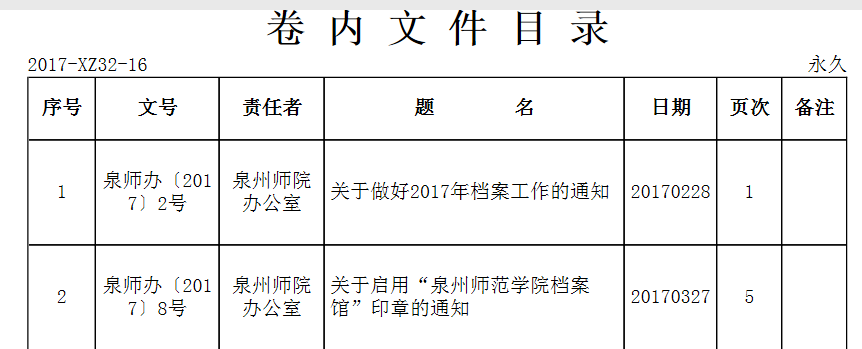 卷内文件目录
2017-XZ32-16 永久
序号 文号 责任者 题名 日期 页次 备注
1 泉师办〔2017〕2号 泉州师院办公室 关于做好2017年档案工作的通知 20170228 1
2 泉师办〔2017〕8号 泉州师院办公室 关于启用“泉州师范学院档案馆”印章的通知 20170327 5